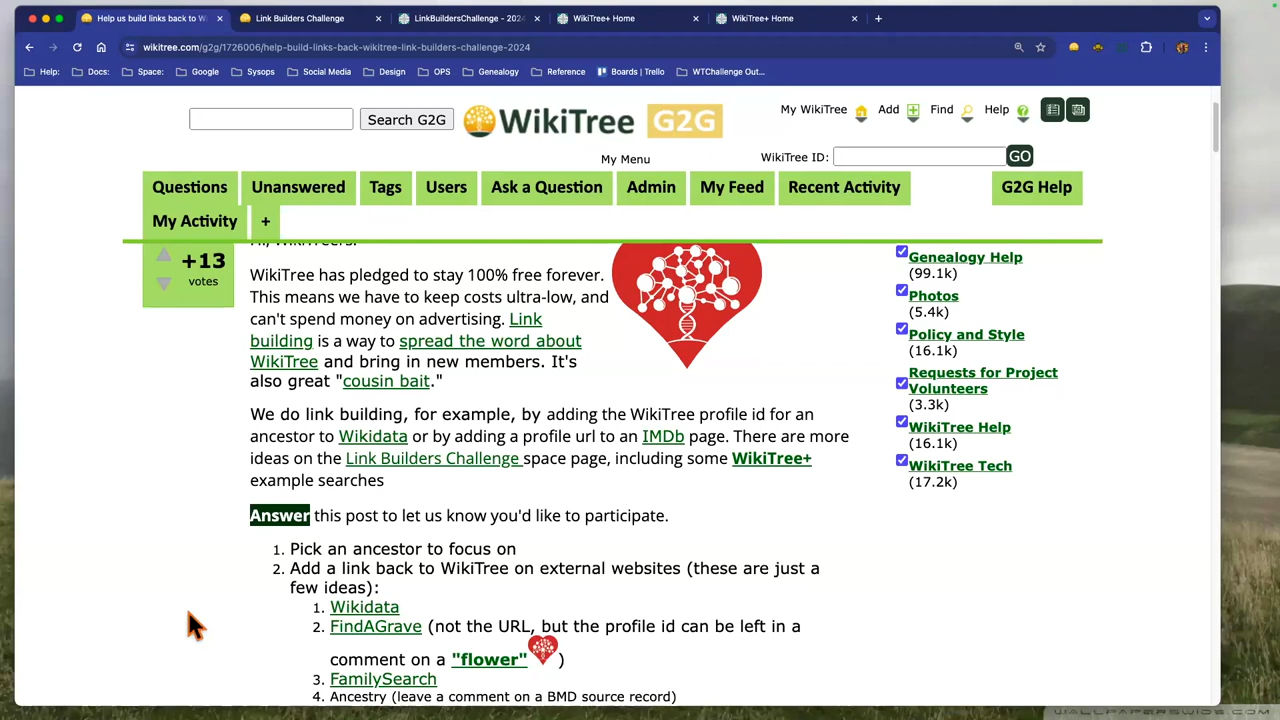 Help us build links back to W
Link Builders Challenge
LinkBuildersChallenge - 2024
WikiTree+ Home
WikiTree+ Home
wikitree.com/g2g/1726006/help-build-links-back-wikitree-link-builders-challenge-2024
Help:
Docs:
Space:
Google
Sysops
Social Media
Design
OPS
Genealogy
Reference
Boards | Trello
WTChallenge Out...
Search G2G
WikiTree G2G
My WikiTree
Add
Find
Help
My Menu
WikiTree ID:
GO
Questions
Unanswered
Tags
Users
Ask a Question
Admin
My Feed
Recent Activity
G2G Help
My Activity
+
+13
votes
Hi, WikiTreers.
WikiTree has pledged to stay 100% free forever.
This means we have to keep costs ultra-low, and
can't spend money on advertising. Link
building is a way to spread the word about
WikiTree and bring in new members. It's
also great "cousin bait."
We do link building, for example, by adding the WikiTree profile id for an
ancestor to Wikidata or by adding a profile url to an IMDb page. There are more
ideas on the Link Builders Challenge space page, including some WikiTree+
example searches
Answer this post to let us know you'd like to participate.
1. Pick an ancestor to focus on
2. Add a link back to WikiTree on external websites (these are just a
few ideas):
1. Wikidata
2. FindAGrave (not the URL, but the profile id can be left in a
comment on a "flower" )
3. FamilySearch
4. Ancestry (leave a comment on a BMD source record)
Genealogy Help
(99.1k)
Photos
(5.4k)
Policy and Style
(16.1k)
Requests for Project
Volunteers
(3.3k)
WikiTree Help
(16.1k)
WikiTree Tech
(17.2k)
WALLPAPERSWIDE.COM